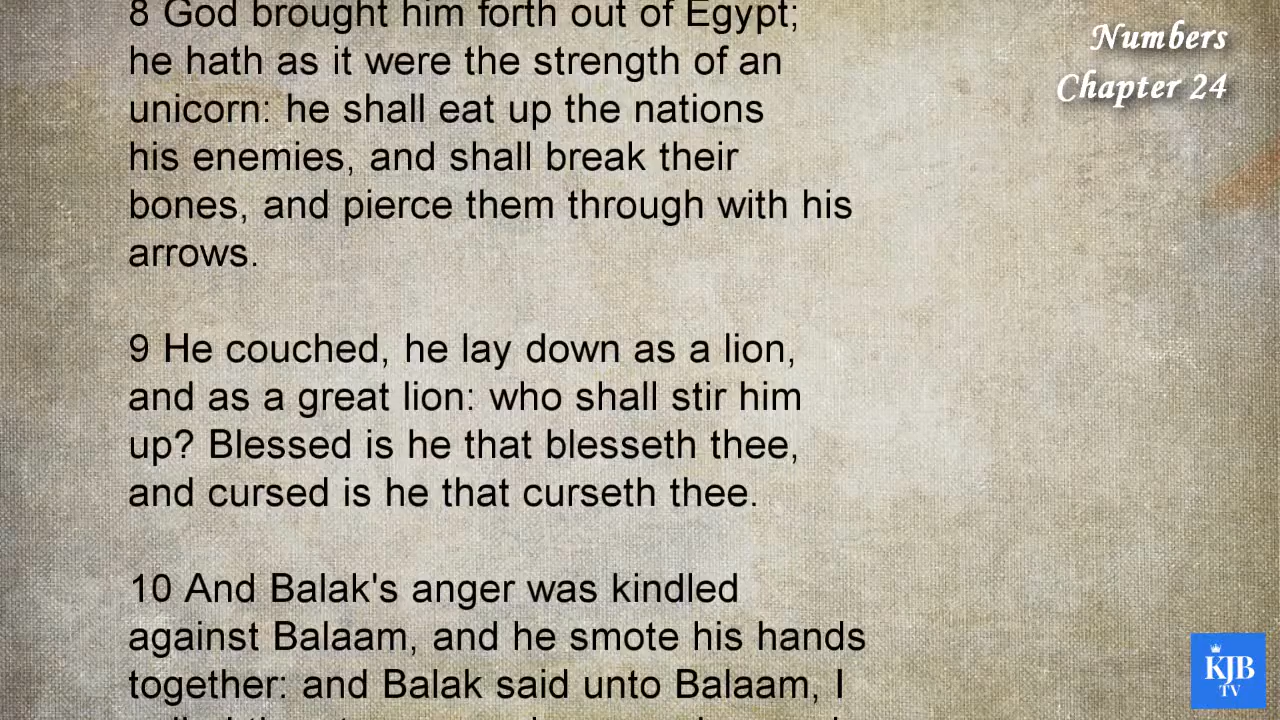 8 God brought him forth out of Egypt;
he hath as it were the strength of an
unicorn: he shall eat up the nations
his enemies, and shall break their
bones, and pierce them through with his
arrows.
9 He couched, he lay down as a lion,
and as a great lion: who shall stir him
up? Blessed is he that blesseth thee,
and cursed is he that curseth thee.
10 And Balak's anger was kindled
against Balaam, and he smote his hands
together: and Balak said unto Balaam, I
Numbers
Chapter 24
KJB
TV